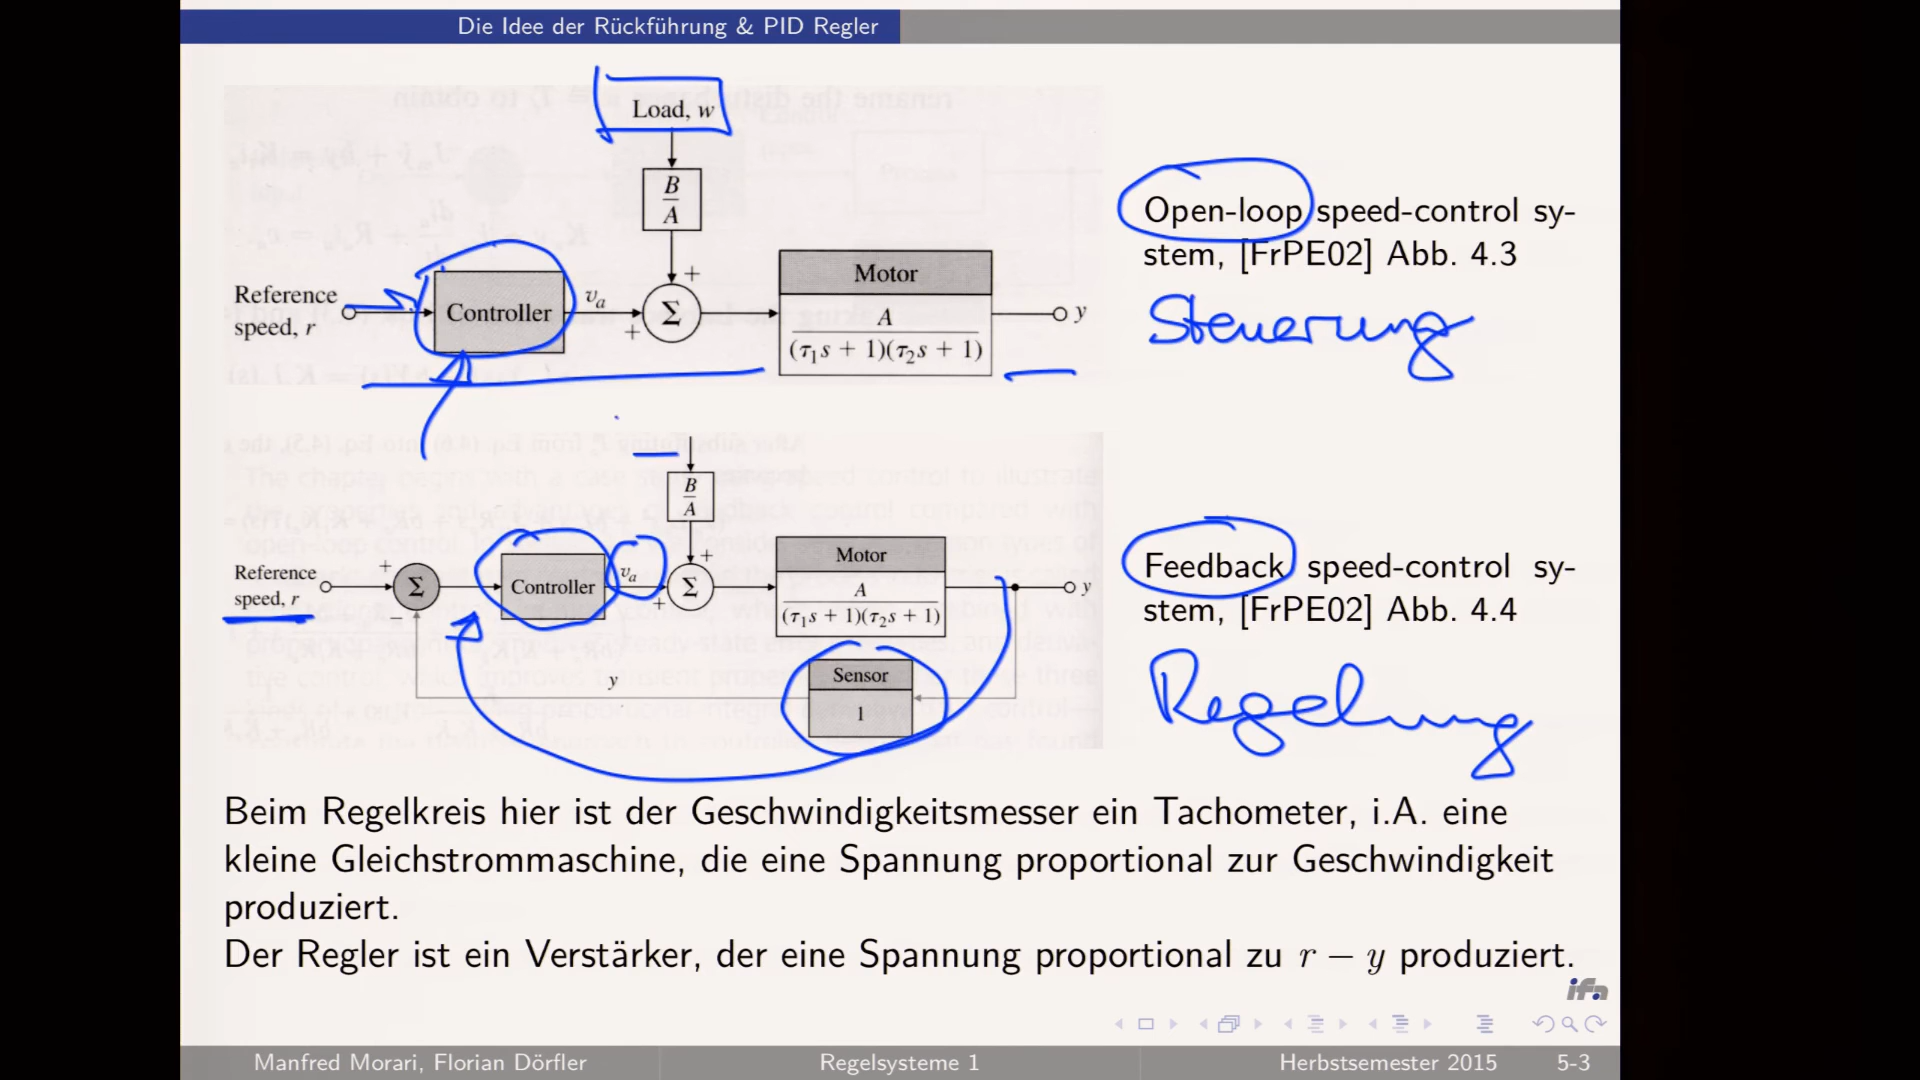 Die Idee der Rückführung & PID Regler
Load, w
B
A
Reference
speed, r
Controller
vₐ
+
+
Σ
Motor
A
(τ₁s + 1)(τ₂s + 1)
y
Open-loop speed-control sy-
stem, [FrPE02] Abb. 4.3
Steuerung
B
A
Reference
speed, r
+
−
Σ
Controller
vₐ
+
+
Σ
Motor
A
(τ₁s + 1)(τ₂s + 1)
y
Sensor
1
y
Feedback speed-control sy-
stem, [FrPE02] Abb. 4.4
Regelung
Beim Regelkreis hier ist der Geschwindigkeitsmesser ein Tachometer, i.A. eine
kleine Gleichstrommaschine, die eine Spannung proportional zur Geschwindigkeit
produziert.
Der Regler ist ein Verstärker, der eine Spannung proportional zu r − y produziert.
ifa
Manfred Morari, Florian Dörfler
Regelsysteme 1
Herbstsemester 2015
5-3